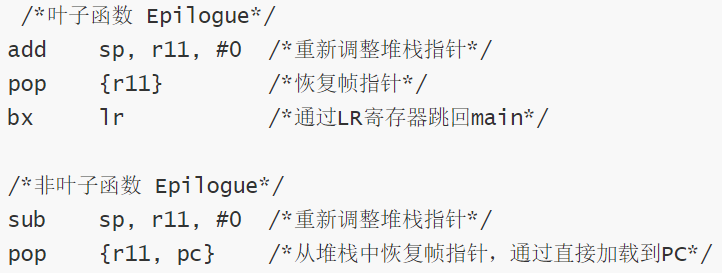 /*叶子函数 Epilogue*/
add    sp, r11, #0  /*重新调整堆栈指针*/
pop    {r11}        /*恢复帧指针*/
bx     lr           /*通过LR寄存器跳回main*/
/*非叶子函数 Epilogue*/
sub    sp, r11, #0  /*重新调整堆栈指针*/
pop    {r11, pc}    /*从堆栈中恢复帧指针，通过直接加载到PC*/